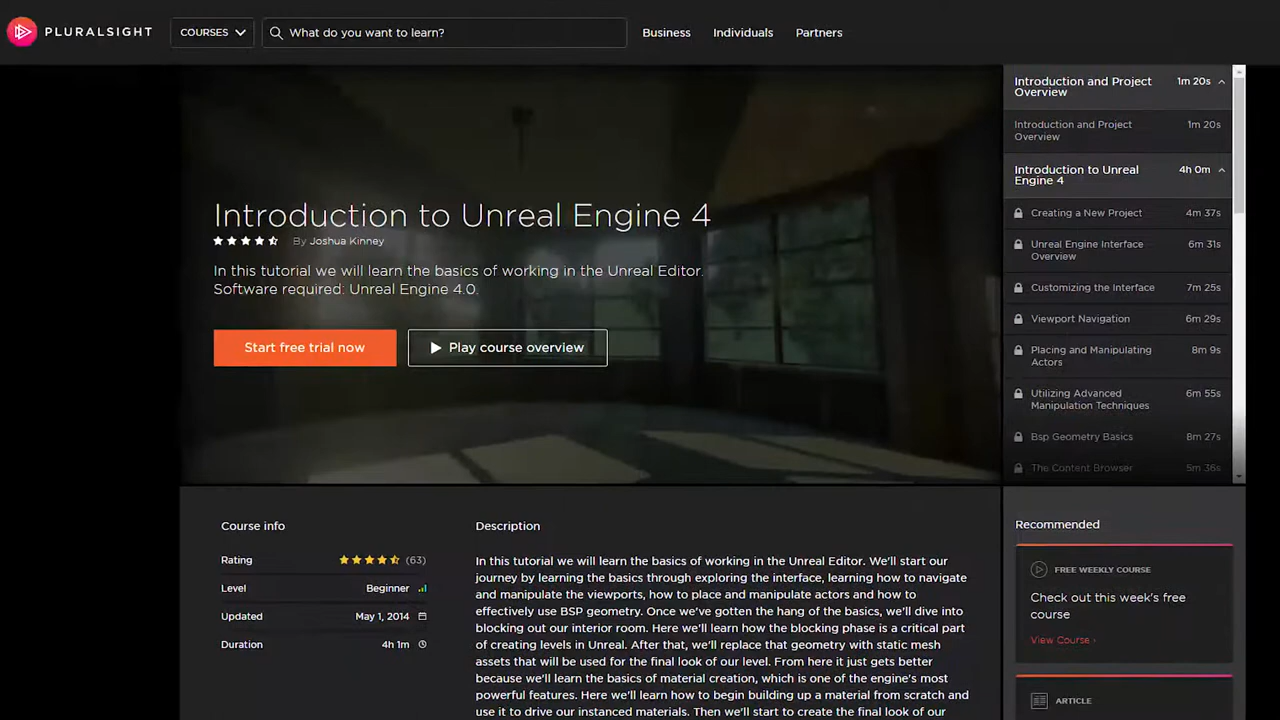 PLURALSIGHT
COURSES
What do you want to learn?
Business
Individuals
Partners
Introduction to Unreal Engine 4
By Joshua Kinney
In this tutorial we will learn the basics of working in the Unreal Editor.
Software required: Unreal Engine 4.0.
Start free trial now
Play course overview
Introduction and Project 1m 20s
Overview
Introduction and Project 1m 20s
Overview
Introduction to Unreal 4h 0m
Engine 4
Creating a New Project 4m 37s
Unreal Engine Interface 6m 31s
Overview
Customizing the Interface 7m 25s
Viewport Navigation 6m 29s
Placing and Manipulating 8m 9s
Actors
Utilizing Advanced 6m 55s
Manipulation Techniques
Bsp Geometry Basics 8m 27s
The Content Browser 5m 36s
Course info
Rating (63)
Level Beginner
Updated May 1, 2014
Duration 4h 1m
Description
In this tutorial we will learn the basics of working in the Unreal Editor. We'll start our
journey by learning the basics through exploring the interface, learning how to navigate
and manipulate the viewports, how to place and manipulate actors and how to
effectively use BSP geometry. Once we've gotten the hang of the basics, we'll dive into
blocking out our interior room. Here we'll learn how the blocking phase is a critical part
of creating levels in Unreal. After that, we'll replace that geometry with static mesh
assets that will be used for the final look of our level. From here it just gets better
because we'll learn the basics of material creation, which is one of the engine's most
powerful features. Here we'll learn how to begin building up a material from scratch and
use it to drive our instanced materials. Then we'll start to create the final look of our
Recommended
FREE WEEKLY COURSE
Check out this week's free
course
View Course ›
ARTICLE